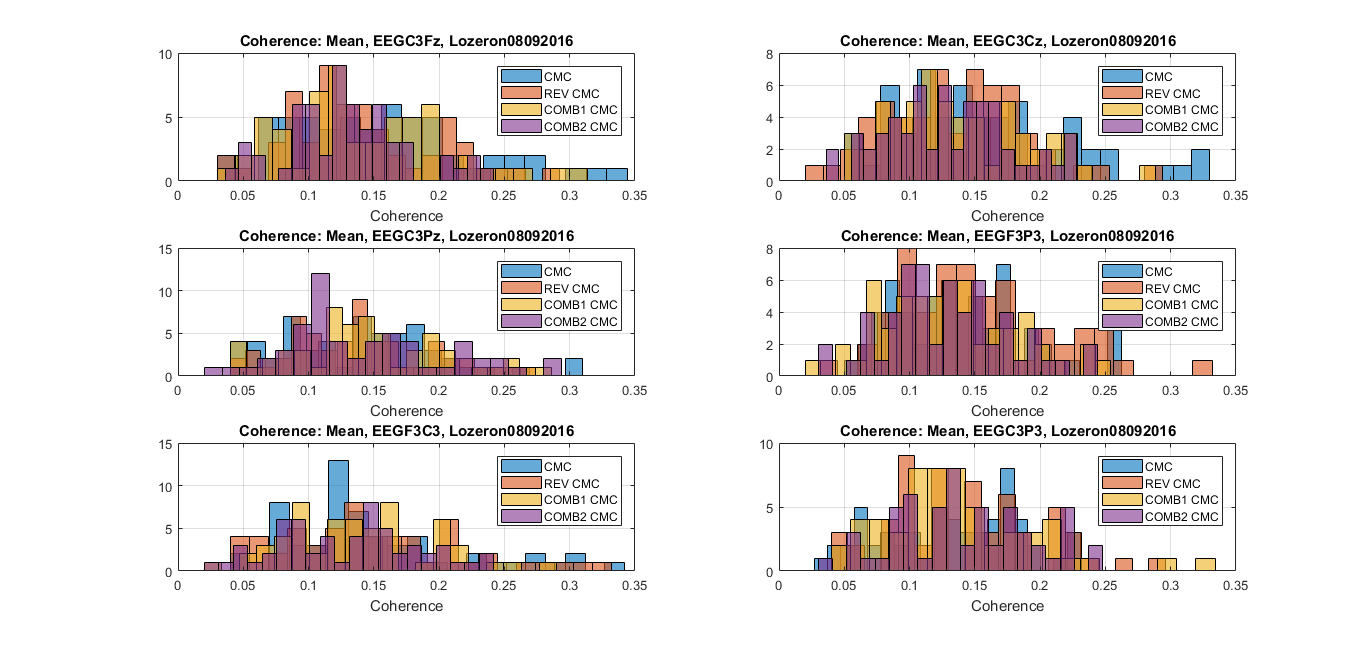 Coherence: Mean, EEGC3Fz, Lozeron08092016
10
5
0
0 0.05 0.1 0.15 0.2 0.25 0.3 0.35
Coherence
CMC
REV CMC
COMB1 CMC
COMB2 CMC
Coherence: Mean, EEGC3Cz, Lozeron08092016
8
6
4
2
0
0 0.05 0.1 0.15 0.2 0.25 0.3 0.35
Coherence
CMC
REV CMC
COMB1 CMC
COMB2 CMC
Coherence: Mean, EEGC3Pz, Lozeron08092016
15
10
5
0
0 0.05 0.1 0.15 0.2 0.25 0.3 0.35
Coherence
CMC
REV CMC
COMB1 CMC
COMB2 CMC
Coherence: Mean, EEGF3P3, Lozeron08092016
8
6
4
2
0
0 0.05 0.1 0.15 0.2 0.25 0.3 0.35
Coherence
CMC
REV CMC
COMB1 CMC
COMB2 CMC
Coherence: Mean, EEGF3C3, Lozeron08092016
15
10
5
0
0 0.05 0.1 0.15 0.2 0.25 0.3 0.35
Coherence
CMC
REV CMC
COMB1 CMC
COMB2 CMC
Coherence: Mean, EEGC3P3, Lozeron08092016
10
5
0
0 0.05 0.1 0.15 0.2 0.25 0.3 0.35
Coherence
CMC
REV CMC
COMB1 CMC
COMB2 CMC